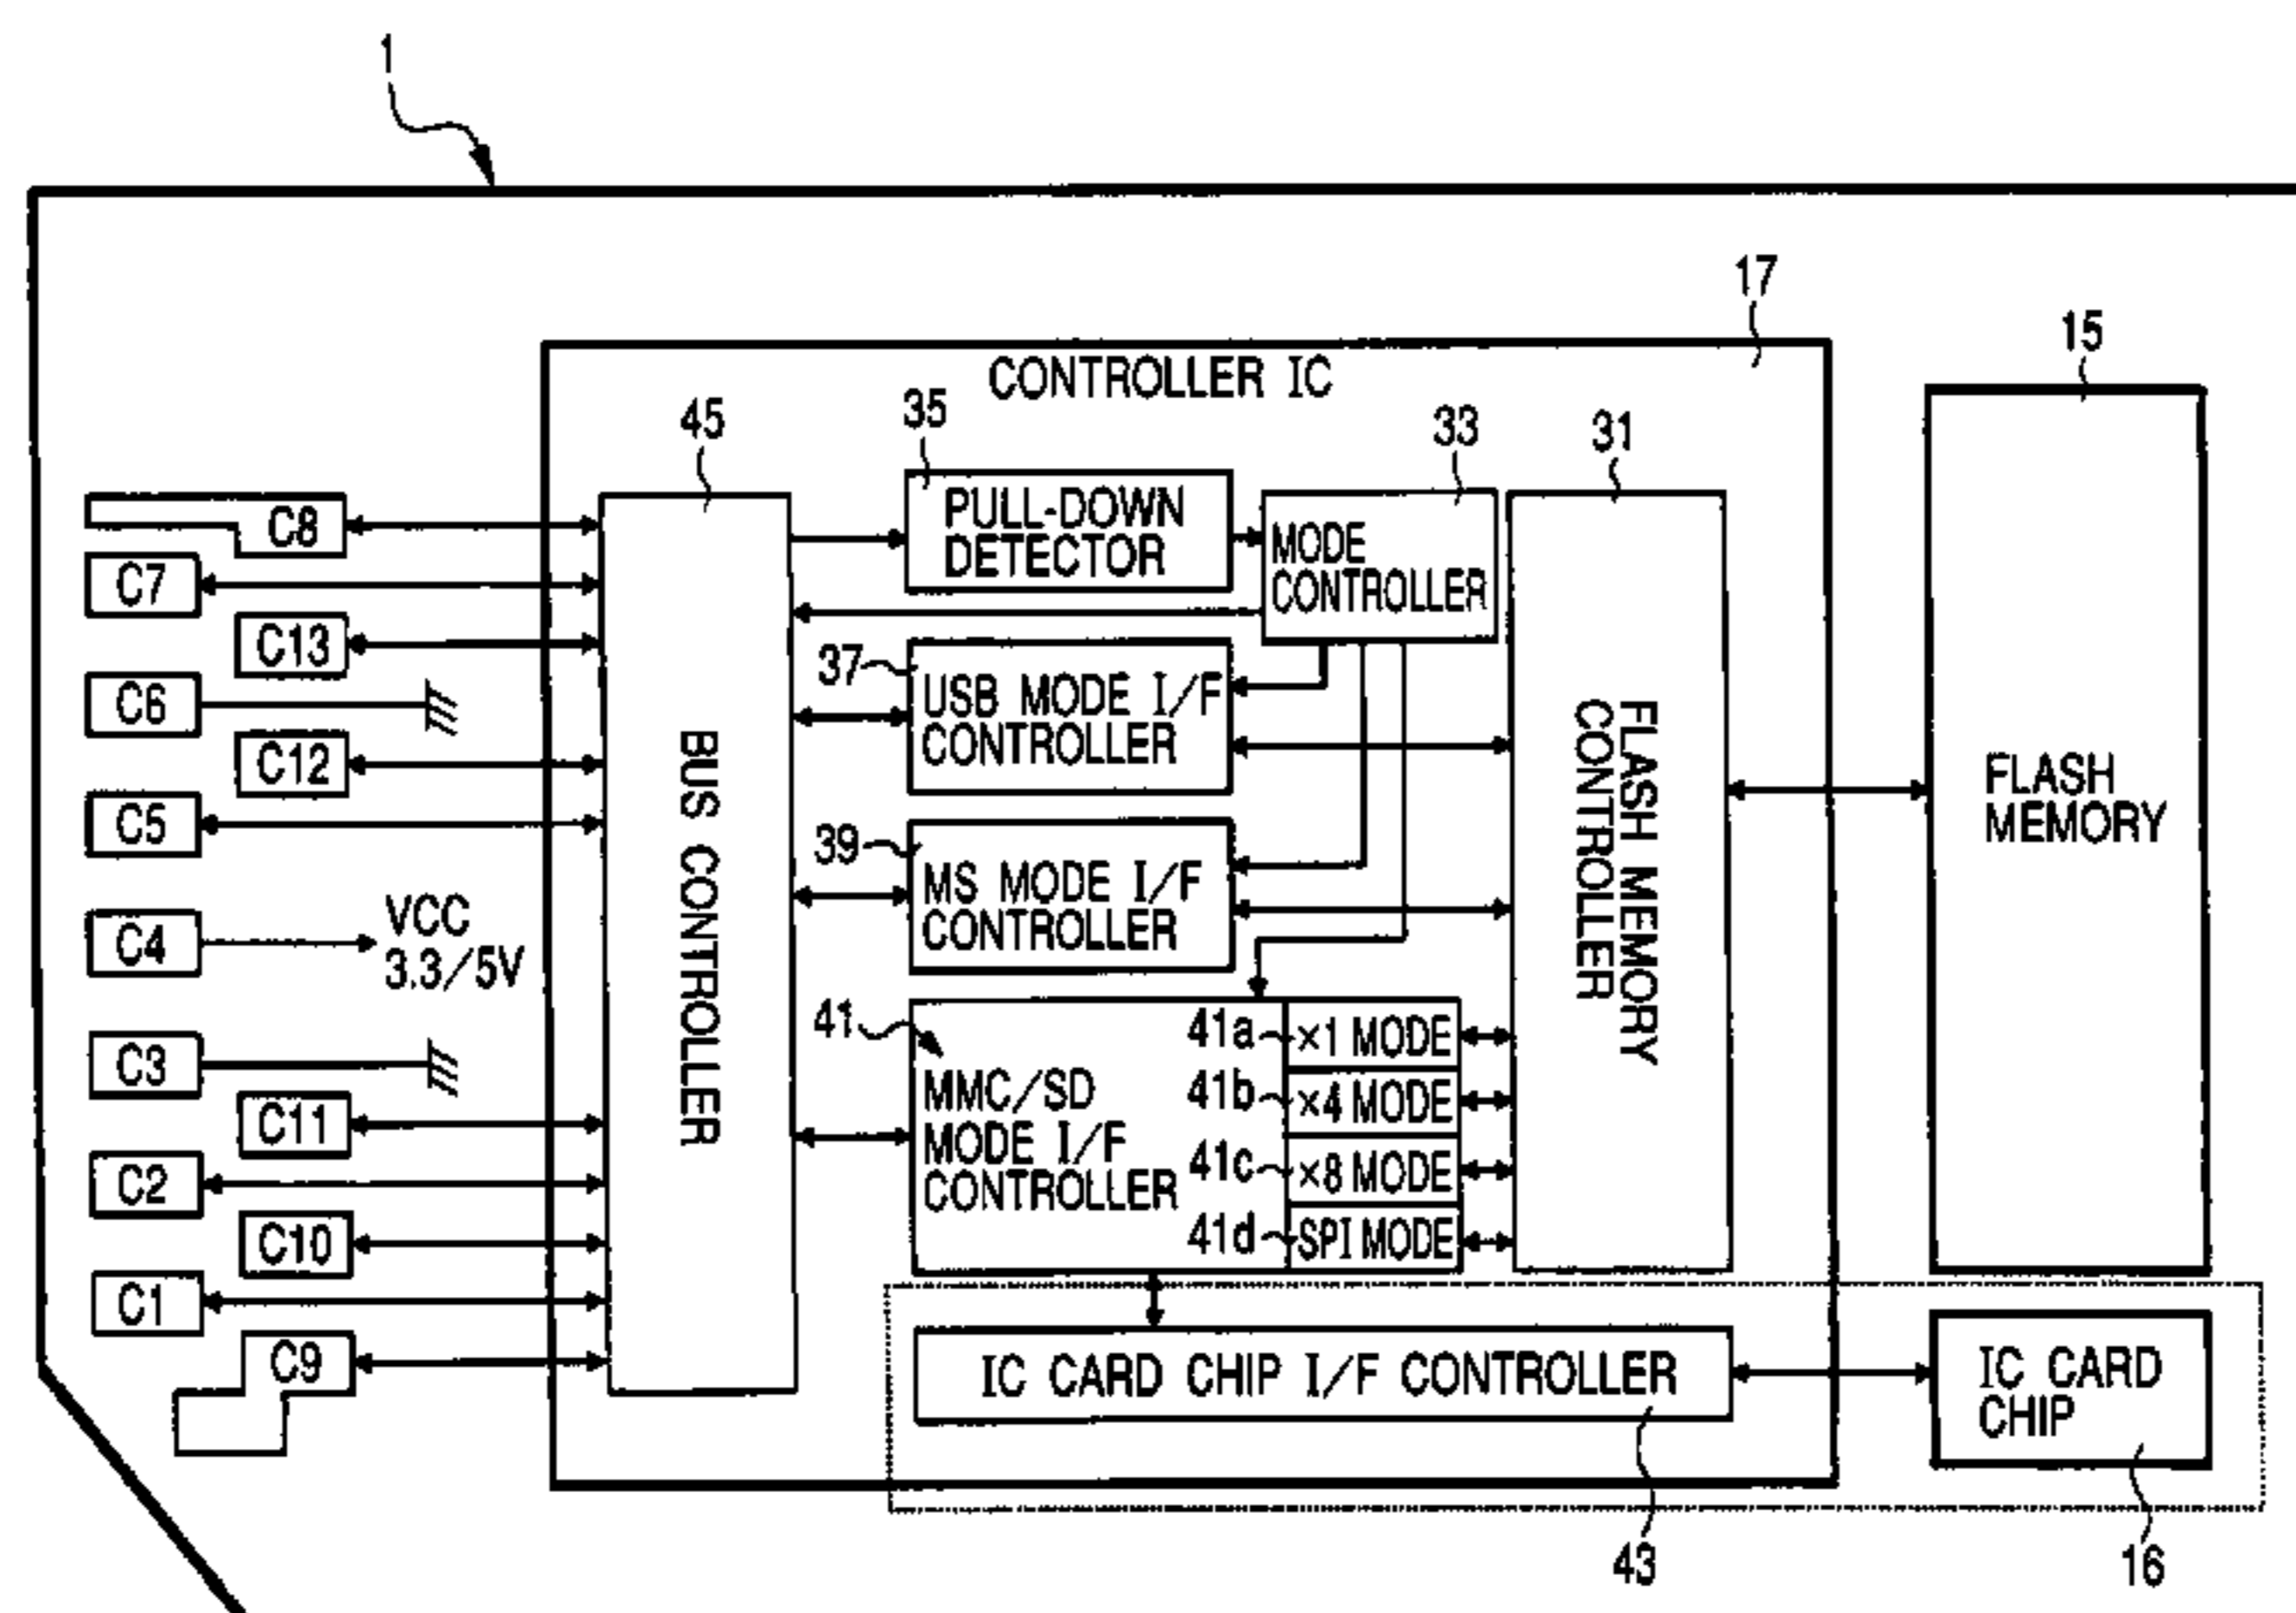 1
17
15
CONTROLLER IC
45
35
33
31
PULL-DOWN
DETECTOR
MODE
CONTROLLER
C8
C7
C13
C6
C12
C5
C4
VCC
3.3/5V
C3
C11
C2
C10
C1
C9
BUS CONTROLLER
37
USB MODE I/F
CONTROLLER
39
MS MODE I/F
CONTROLLER
41
MMC/SD
MODE I/F
CONTROLLER
41a
×1 MODE
41b
×4 MODE
41c
×8 MODE
41d
SPI MODE
FLASH MEMORY
CONTROLLER
FLASH
MEMORY
IC CARD CHIP I/F CONTROLLER
IC CARD
CHIP
43
16